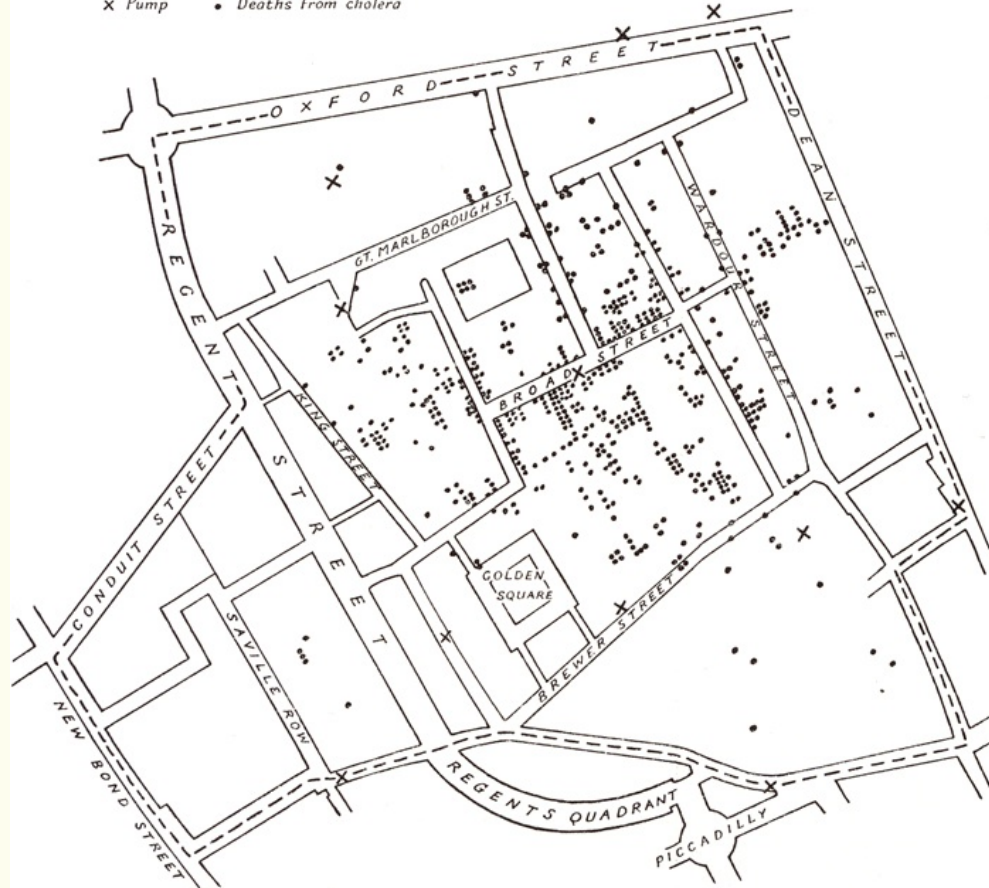 × Pump • Deaths from cholera
OXFORD STREET
DEAN STREET
REGENT STREET
WARDOUR STREET
GT. MARLBOROUGH ST.
BROAD STREET
KING STREET
CONDUIT STREET
GOLDEN
SQUARE
BREWER STREET
SAVILLE ROW
NEW BOND STREET
REGENTS QUADRANT
PICCADILLY